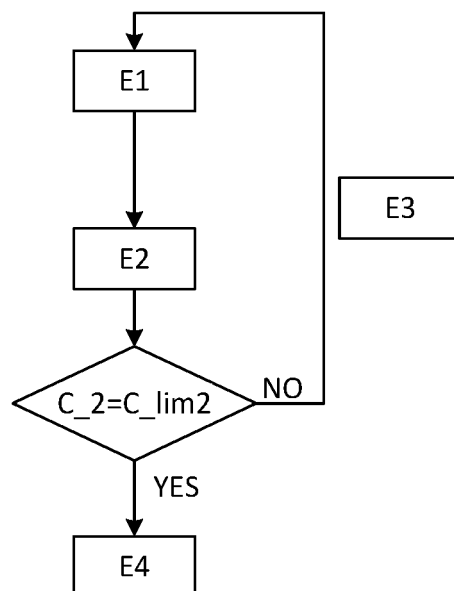 E1
E3
E2
C_2=C_lim2
NO
YES
E4